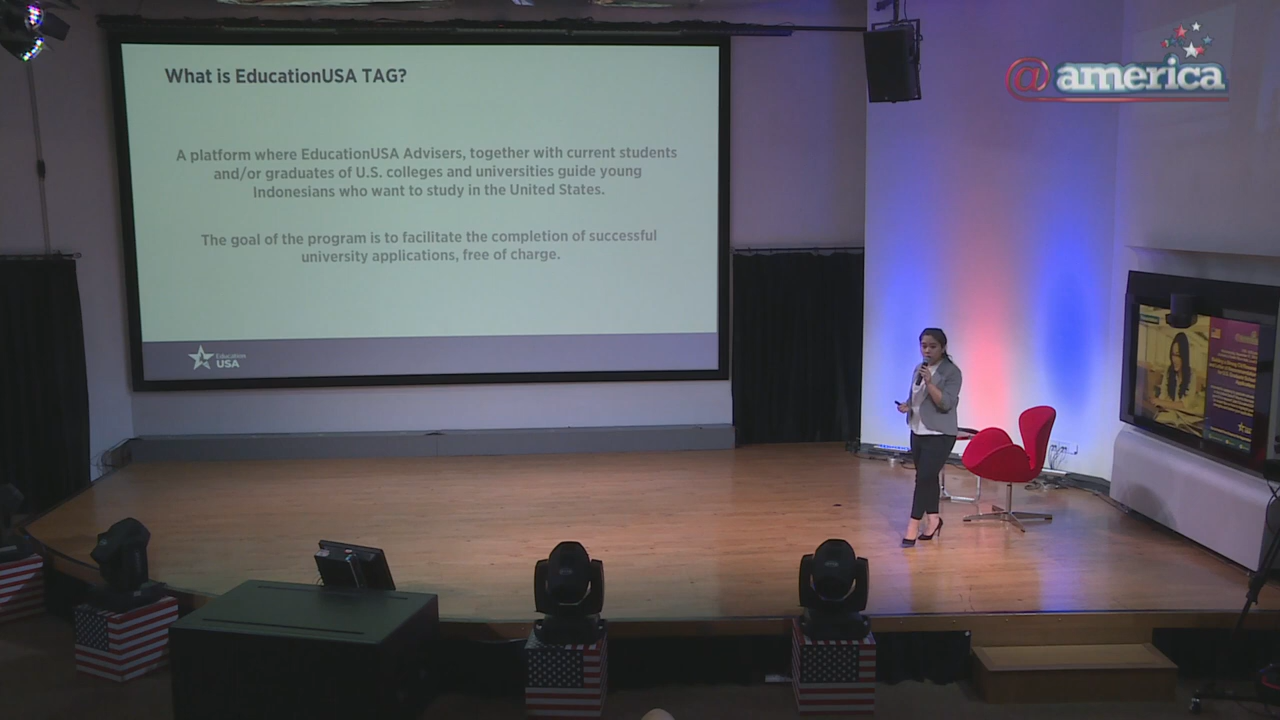 What is EducationUSA TAG?
@america
A platform where EducationUSA Advisers, together with current students
and/or graduates of U.S. colleges and universities guide young
Indonesians who want to study in the United States.
The goal of the program is to facilitate the completion of successful
university applications, free of charge.
Education
USA